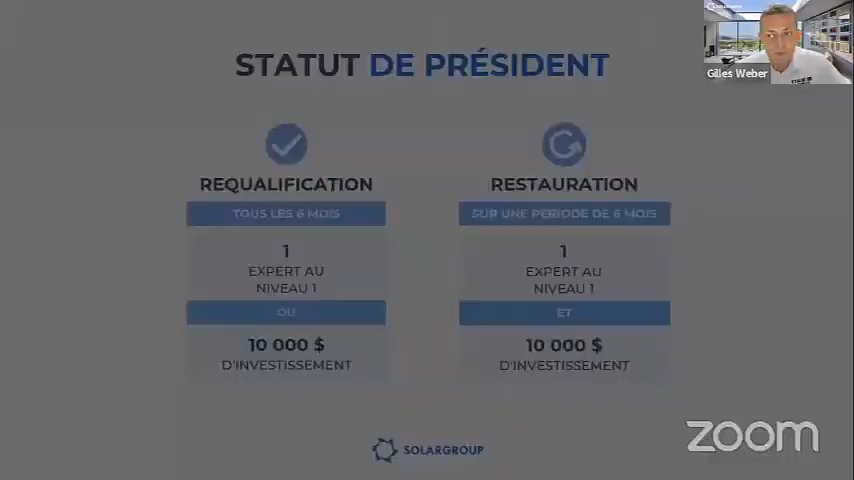 STATUT DE PRÉSIDENT
Gilles Weber
REQUALIFICATION
TOUS LES 6 MOIS
1
EXPERT AU
NIVEAU 1
OU
10 000 $
D'INVESTISSEMENT
RESTAURATION
SUR UNE PÉRIODE DE 6 MOIS
1
EXPERT AU
NIVEAU 1
ET
10 000 $
D'INVESTISSEMENT
SOLARGROUP
zoom